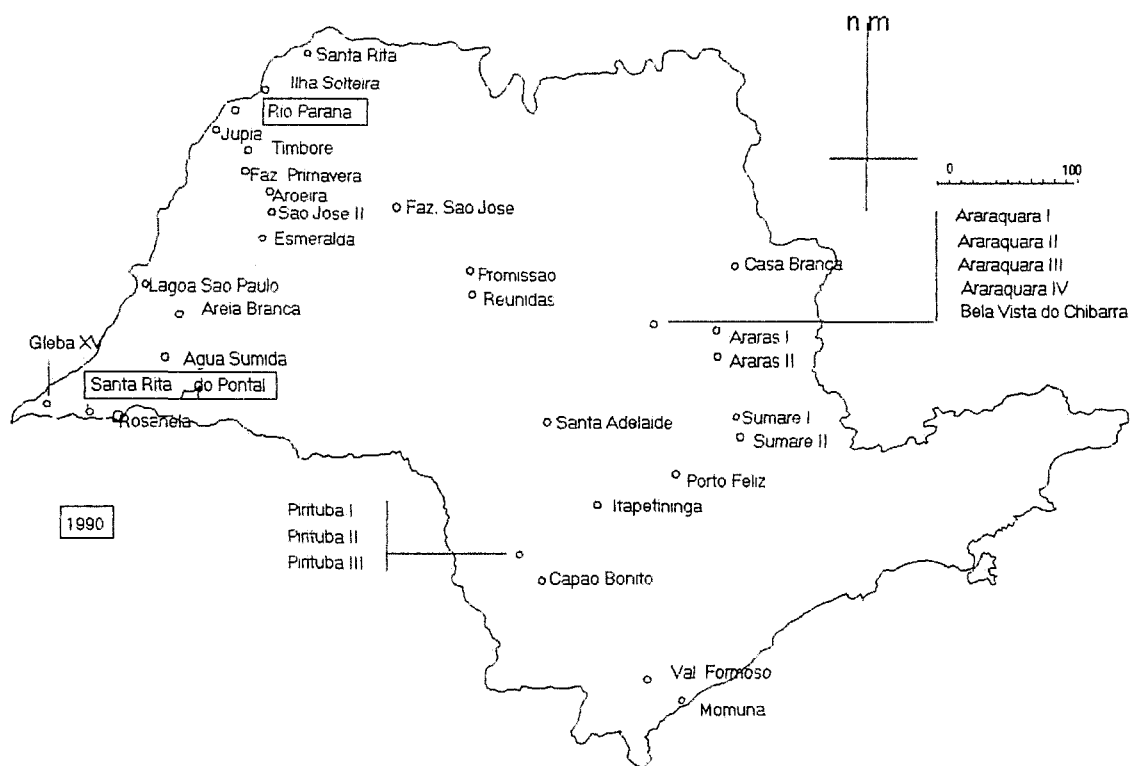 n m
Santa Rita
Ilha Solteira
Rio Parana
Jupia
Timbore
Faz Primavera
Aroeira
Sao Jose II
Faz. Sao Jose
Esmeralda
0 100
Araraquara I
Araraquara II
Araraquara III
Araraquara IV
Bela Vista do Chibarra
Casa Branca
Promissao
Reunidas
Lagoa Sao Paulo
Areia Branca
Araras I
Araras II
Gleba XV
Agua Sumida
Santa Rita do Pontal
Rosanela
Santa Adelaide
Sumare I
Sumare II
Porto Feliz
Itapetininga
1990
Pirituba I
Pirituba II
Pirituba III
Capao Bonito
Val Formoso
Momuna